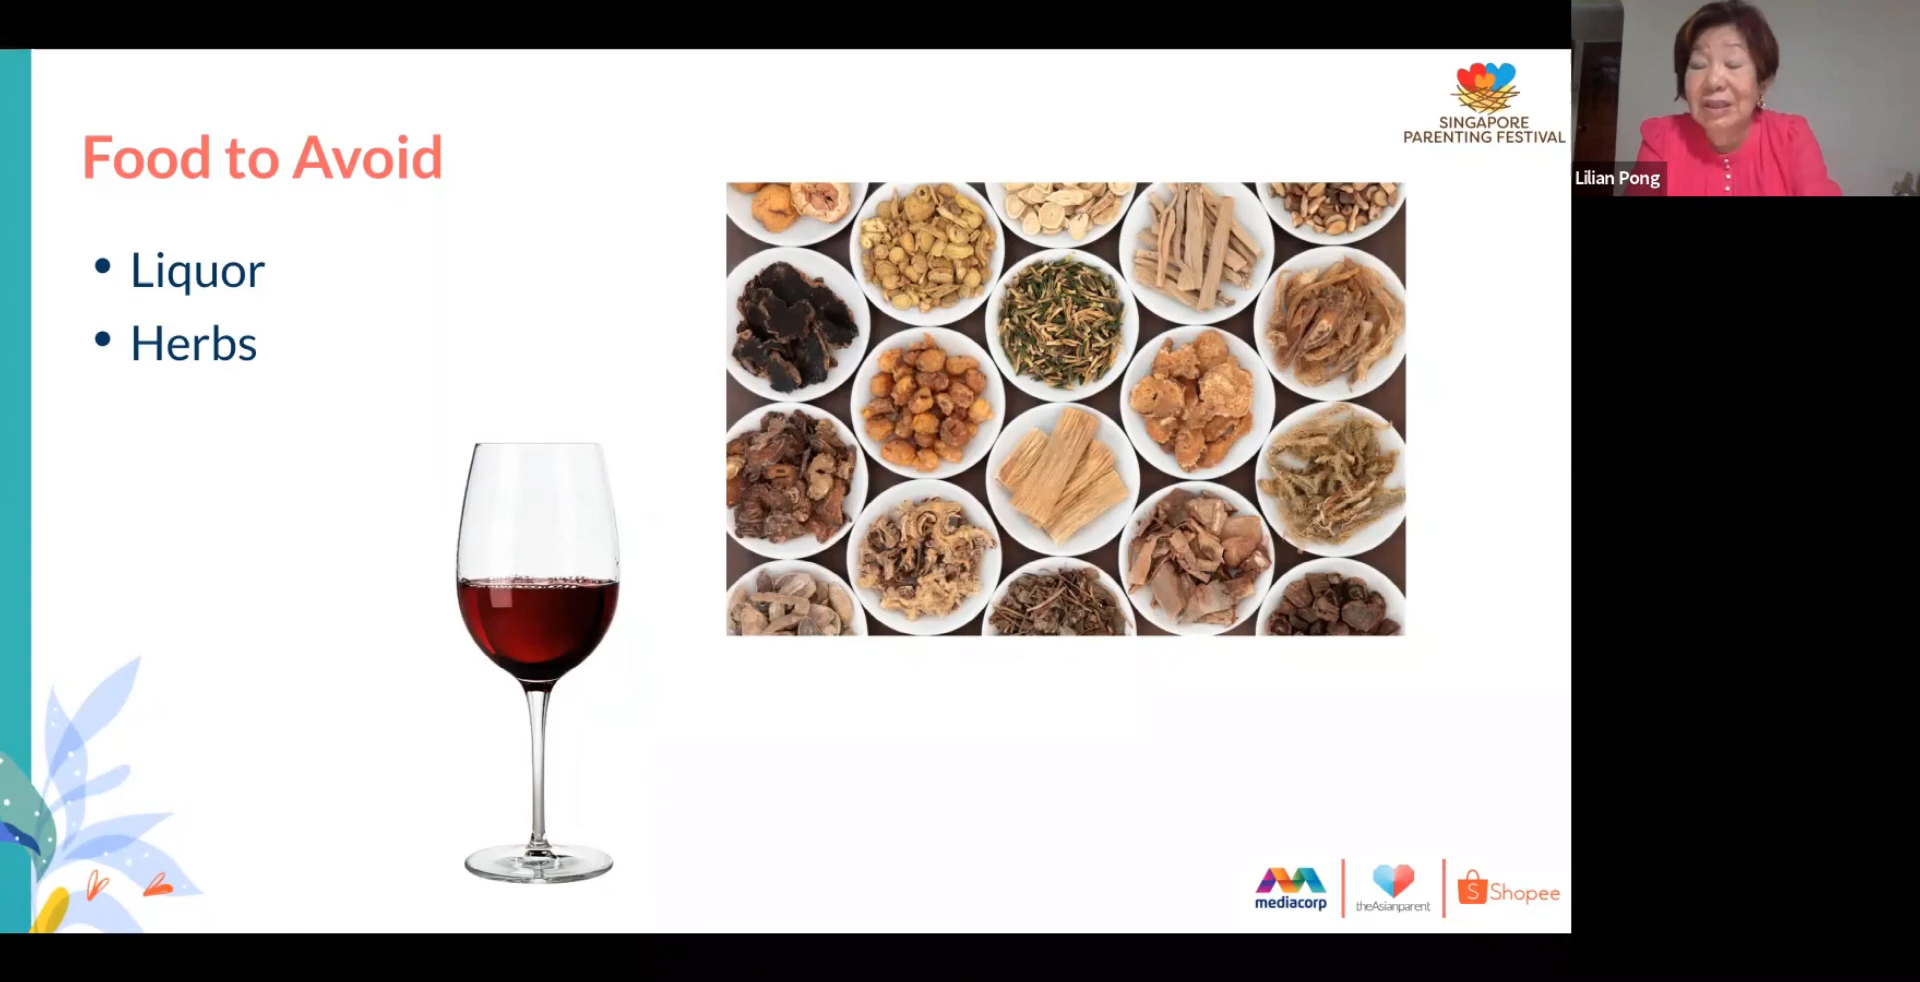 Food to Avoid
• Liquor
• Herbs
SINGAPORE
PARENTING FESTIVAL
Lilian Pong
mediacorp
theAsianparent
S Shopee